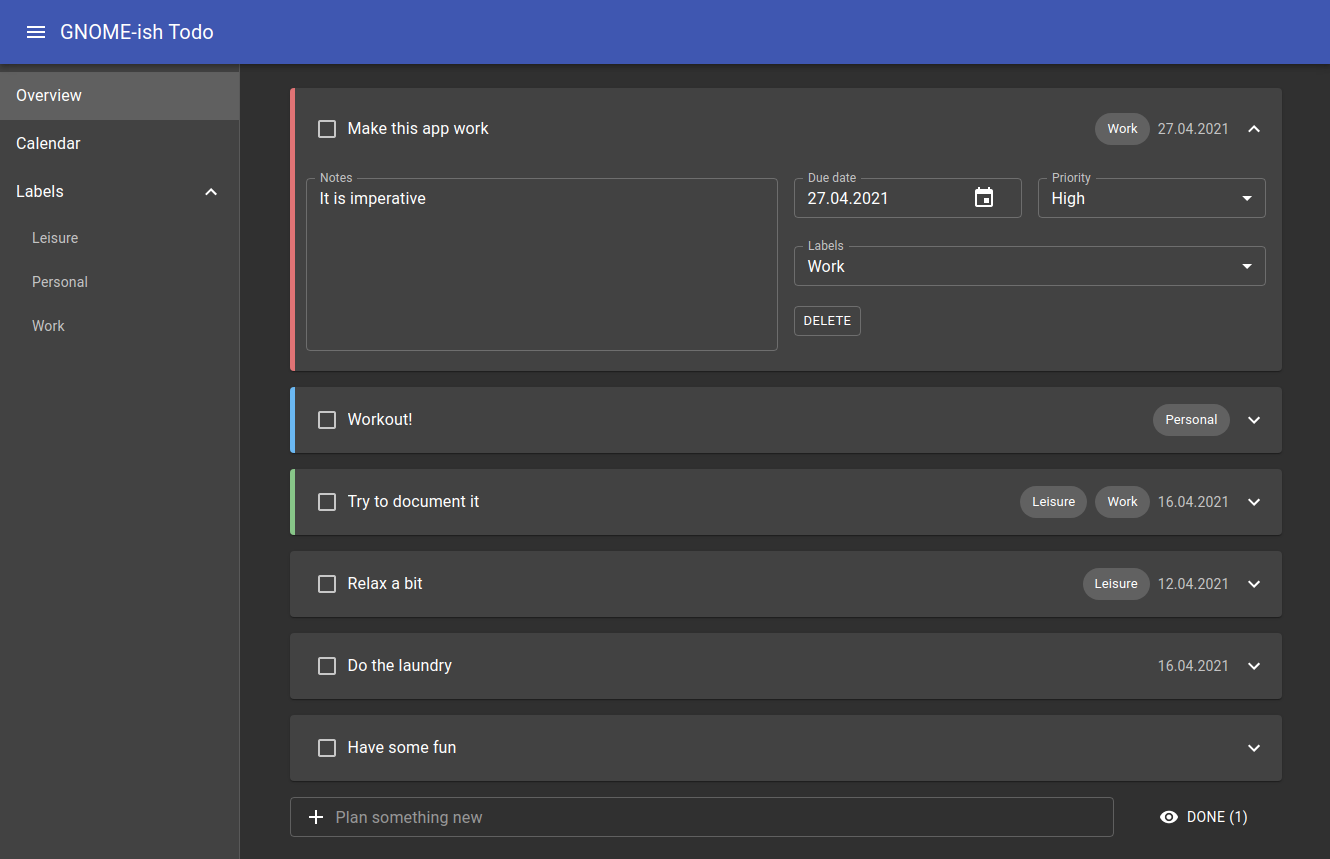 GNOME-ish Todo
Overview
Calendar
Labels
Leisure
Personal
Work
Make this app work
Work
27.04.2021
Notes
It is imperative
Due date
27.04.2021
Priority
High
Labels
Work
DELETE
Workout!
Personal
Try to document it
Leisure
Work
16.04.2021
Relax a bit
Leisure
12.04.2021
Do the laundry
16.04.2021
Have some fun
Plan something new
DONE (1)